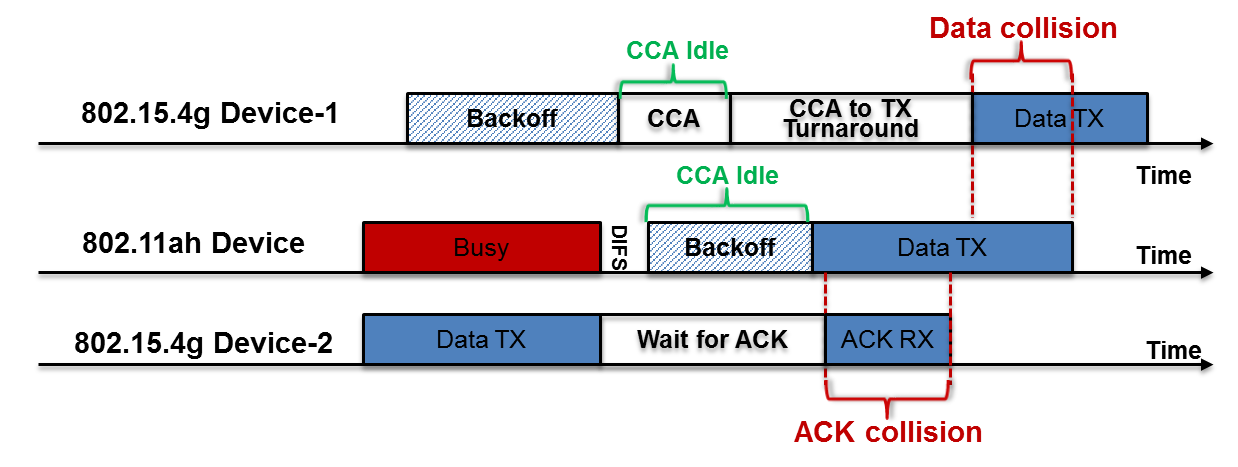 Data collision
CCA Idle
802.15.4g Device-1
Backoff
CCA
CCA to TX
Turnaround
Data TX
Time
CCA Idle
802.11ah Device
Busy
DIFS
Backoff
Data TX
Time
802.15.4g Device-2
Data TX
Wait for ACK
ACK RX
Time
ACK collision